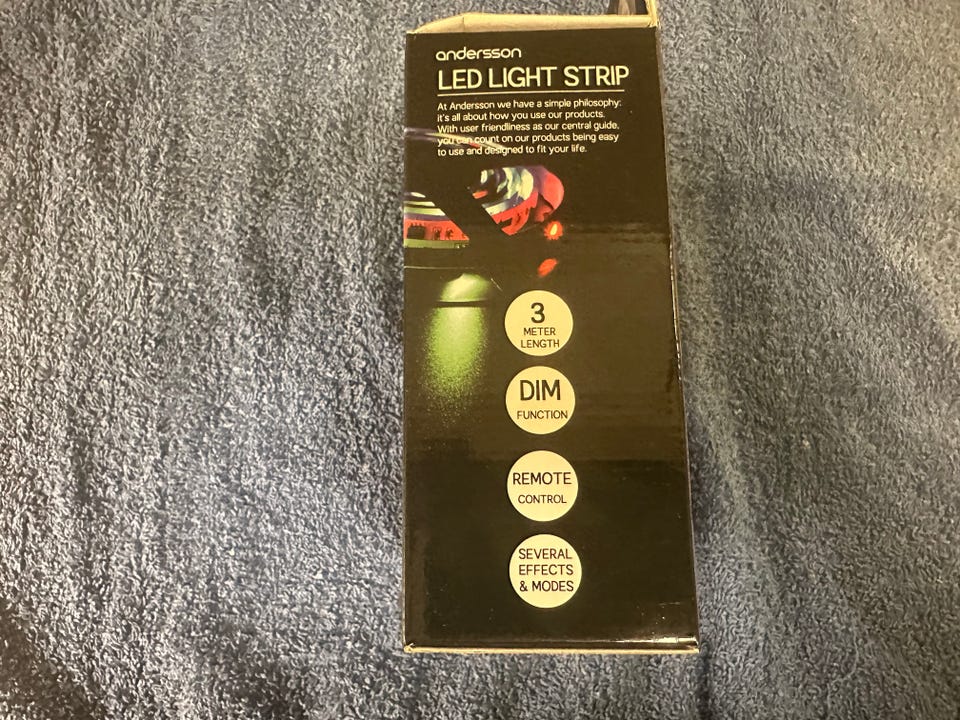 andersson
LED LIGHT STRIP
At Andersson we have a simple philosophy:
it's all about how you use our products.
With user friendliness as our central guide,
you can count on our products being easy
to use and designed to fit your life.
3
METER
LENGTH
DIM
FUNCTION
REMOTE
CONTROL
SEVERAL
EFFECTS
& MODES